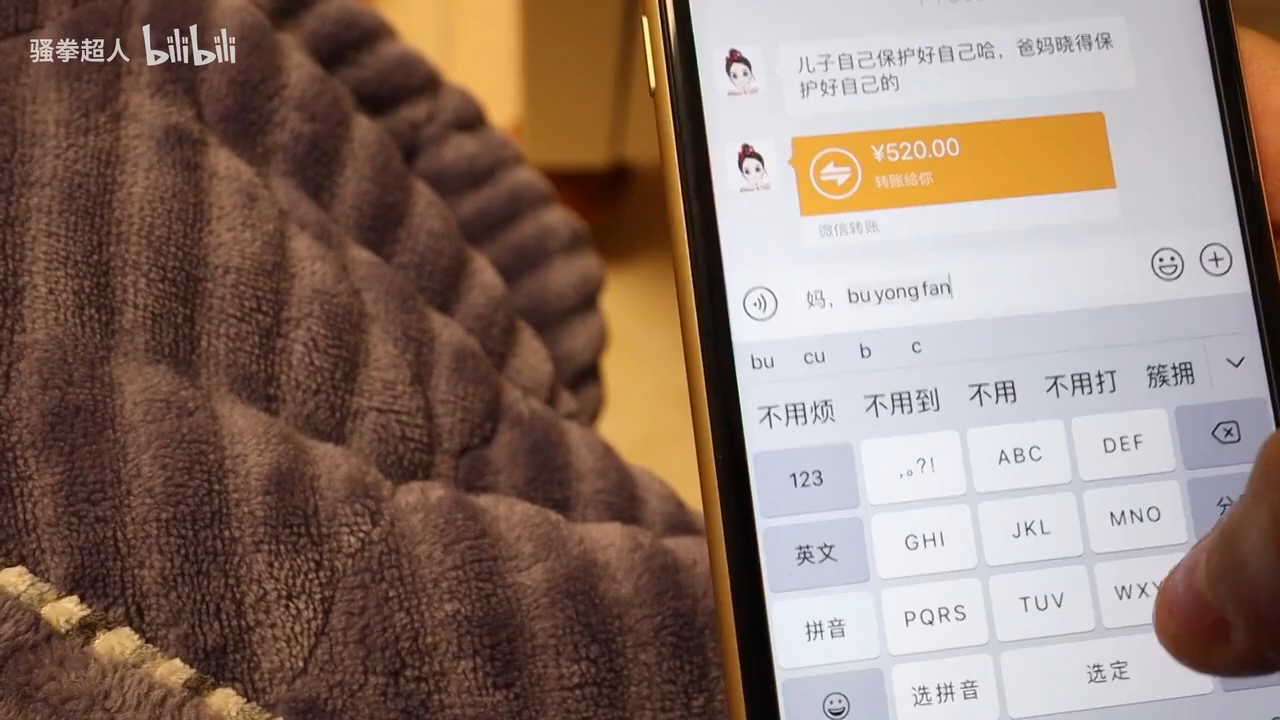 骚拳超人 bilibili
儿子自己保护好自己哈，爸妈晓得保
护好自己的
¥520.00
转账给你
微信转账
妈，bu yong fan
bu cu b c
不用烦 不用到 不用 不用打 簇拥
123 ,。?! ABC DEF
英文 GHI JKL MNO
拼音 PQRS TUV WXY
选拼音 选定